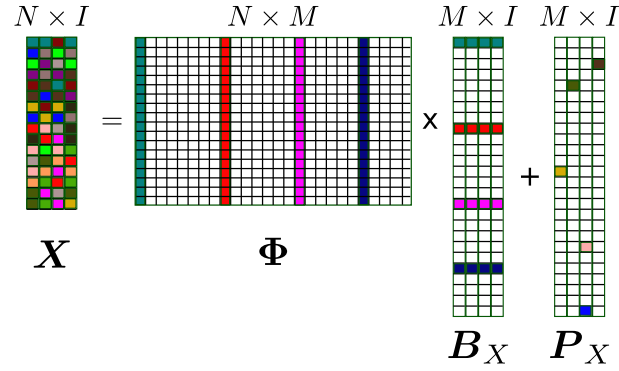 N × I N × M M × I M × I
= x +
X Φ
B_X P_X